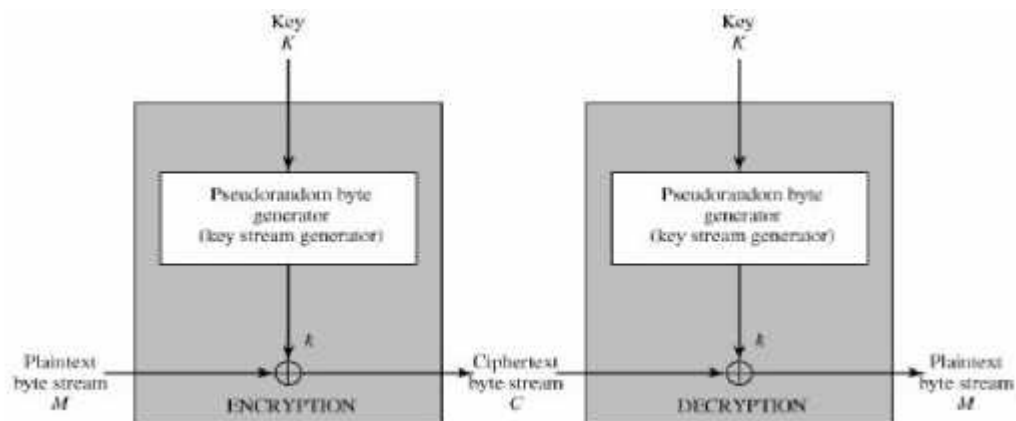 Key
K
Pseudorandom byte
generator
(key stream generator)
k
Plaintext
byte stream
M
ENCRYPTION
Ciphertext
byte stream
C
Key
K
Pseudorandom byte
generator
(key stream generator)
k
DECRYPTION
Plaintext
byte stream
M